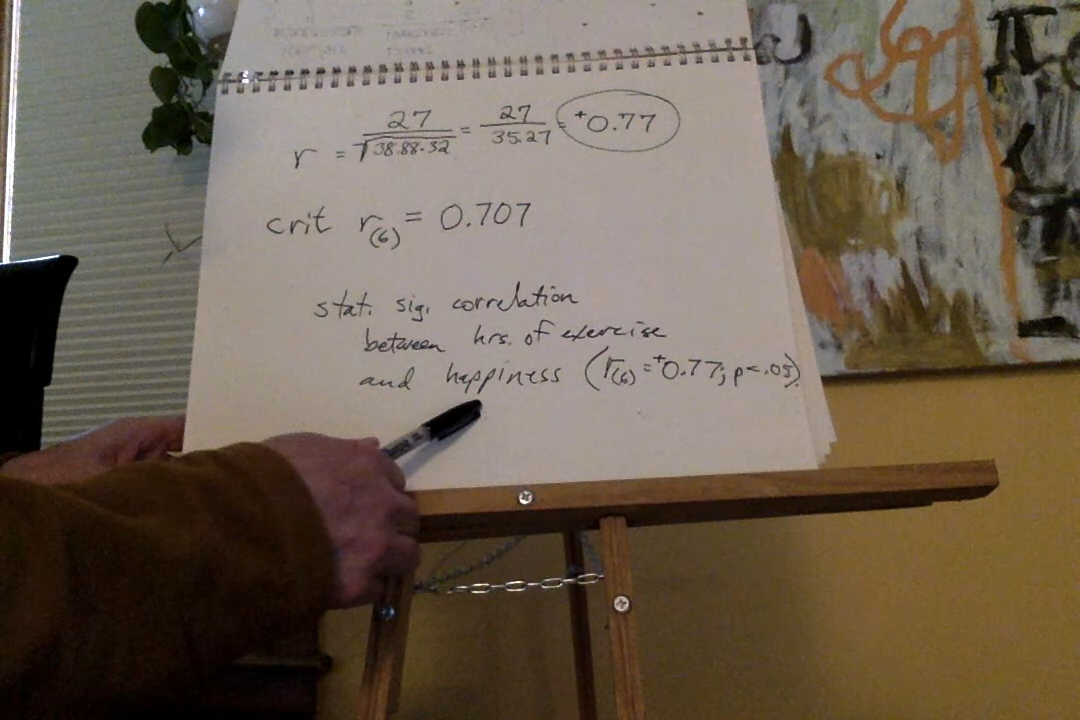 r = 27 / √38.88·32 = 27 / 35.27 = +0.77
crit r(6) = 0.707
stat. sig. correlation
between hrs. of exercise
and happiness (r(6) = +0.77; p < .05)